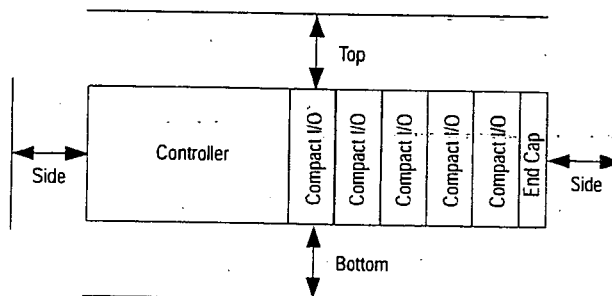 Top
Side
Controller
Compact I/O
Compact I/O
Compact I/O
Compact I/O
Compact I/O
End Cap
Side
Bottom